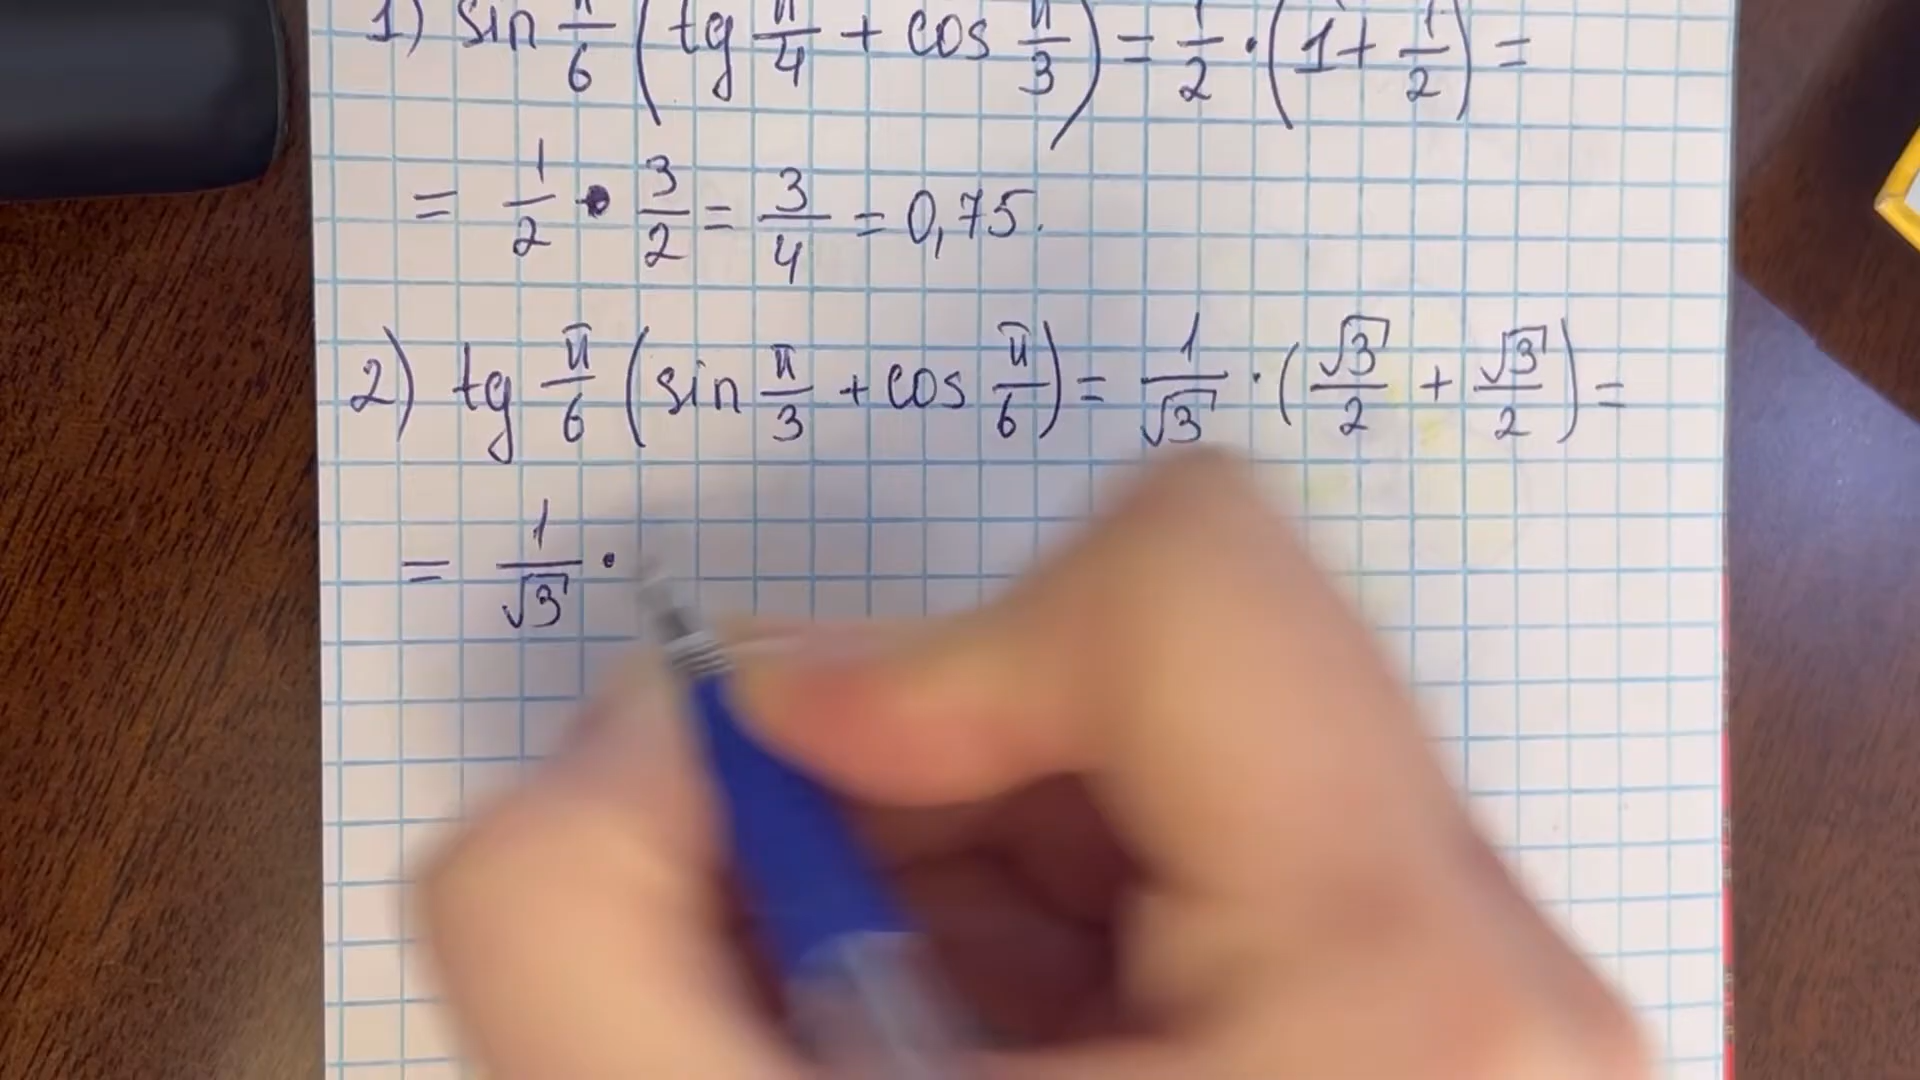 1) sin π/6 (tg π/4 + cos π/3) = 1/2 · (1 + 1/2) =
= 1/2 · 3/2 = 3/4 = 0,75.
2) tg π/6 (sin π/3 + cos π/6) = 1/√3 · (√3/2 + √3/2) =
= 1/√3 ·